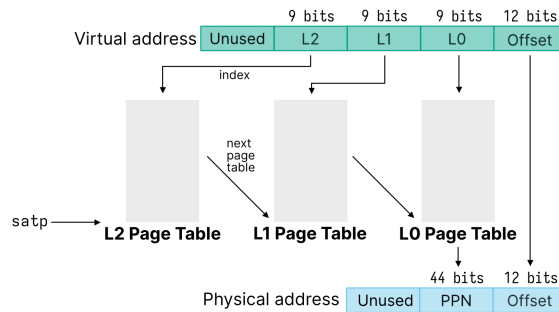 9 bits 9 bits 9 bits 12 bits
Virtual address Unused L2 L1 L0 Offset
index
next
page
table
satp
L2 Page Table L1 Page Table L0 Page Table
44 bits 12 bits
Physical address Unused PPN Offset